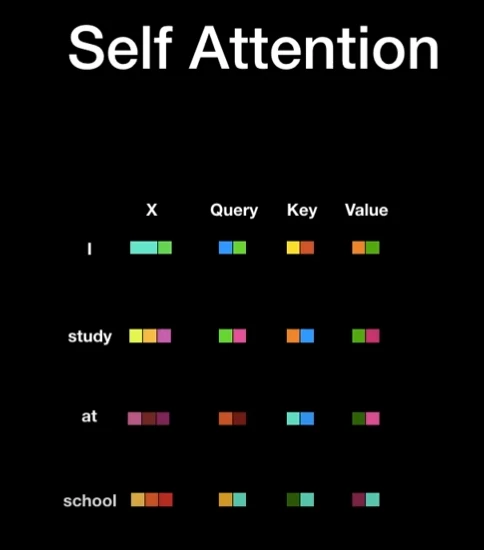 Self Attention
X Query Key Value
I
study
at
school